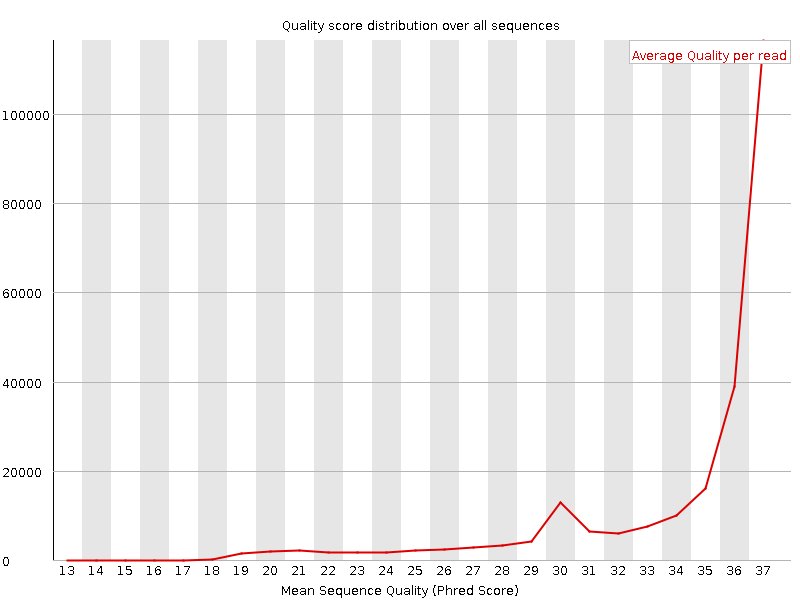 Quality score distribution over all sequences
Average Quality per read
100000
80000
60000
40000
20000
0
13 14 15 16 17 18 19 20 21 22 23 24 25 26 27 28 29 30 31 32 33 34 35 36 37
Mean Sequence Quality (Phred Score)